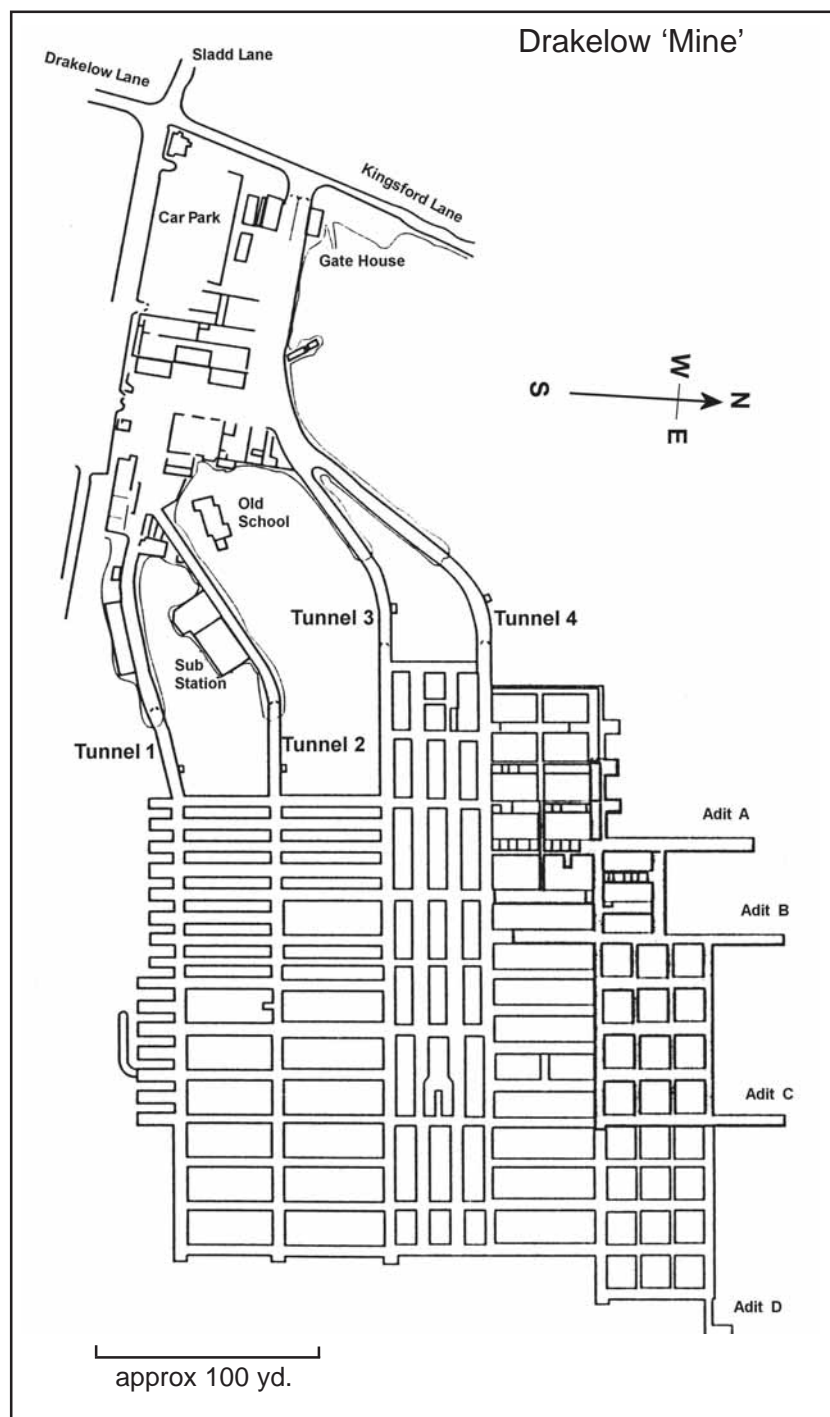 Drakelow ‘Mine’
Sladd Lane
Drakelow Lane
Kingsford Lane
Car Park
Gate House
W
S
N
E
Old
School
Tunnel 3
Tunnel 4
Sub
Station
Tunnel 1
Tunnel 2
Adit A
Adit B
Adit C
Adit D
approx 100 yd.